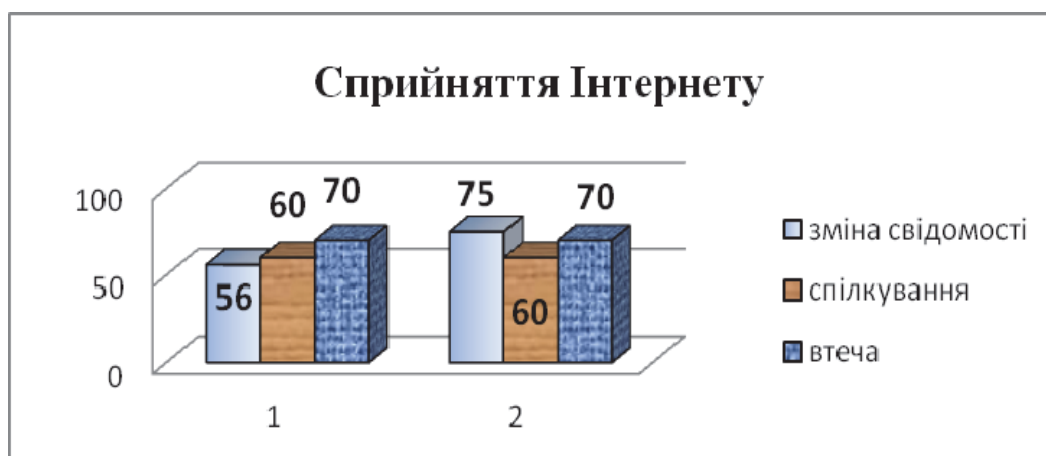 Сприйняття Інтернету
100
50
0
56
60
70
75
60
70
1
2
зміна свідомості
спілкування
втеча